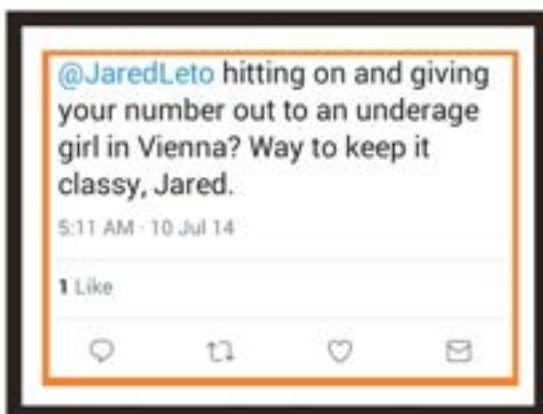 @JaredLeto hitting on and giving
your number out to an underage
girl in Vienna? Way to keep it
classy, Jared.
5:11 AM · 10 Jul 14
1 Like